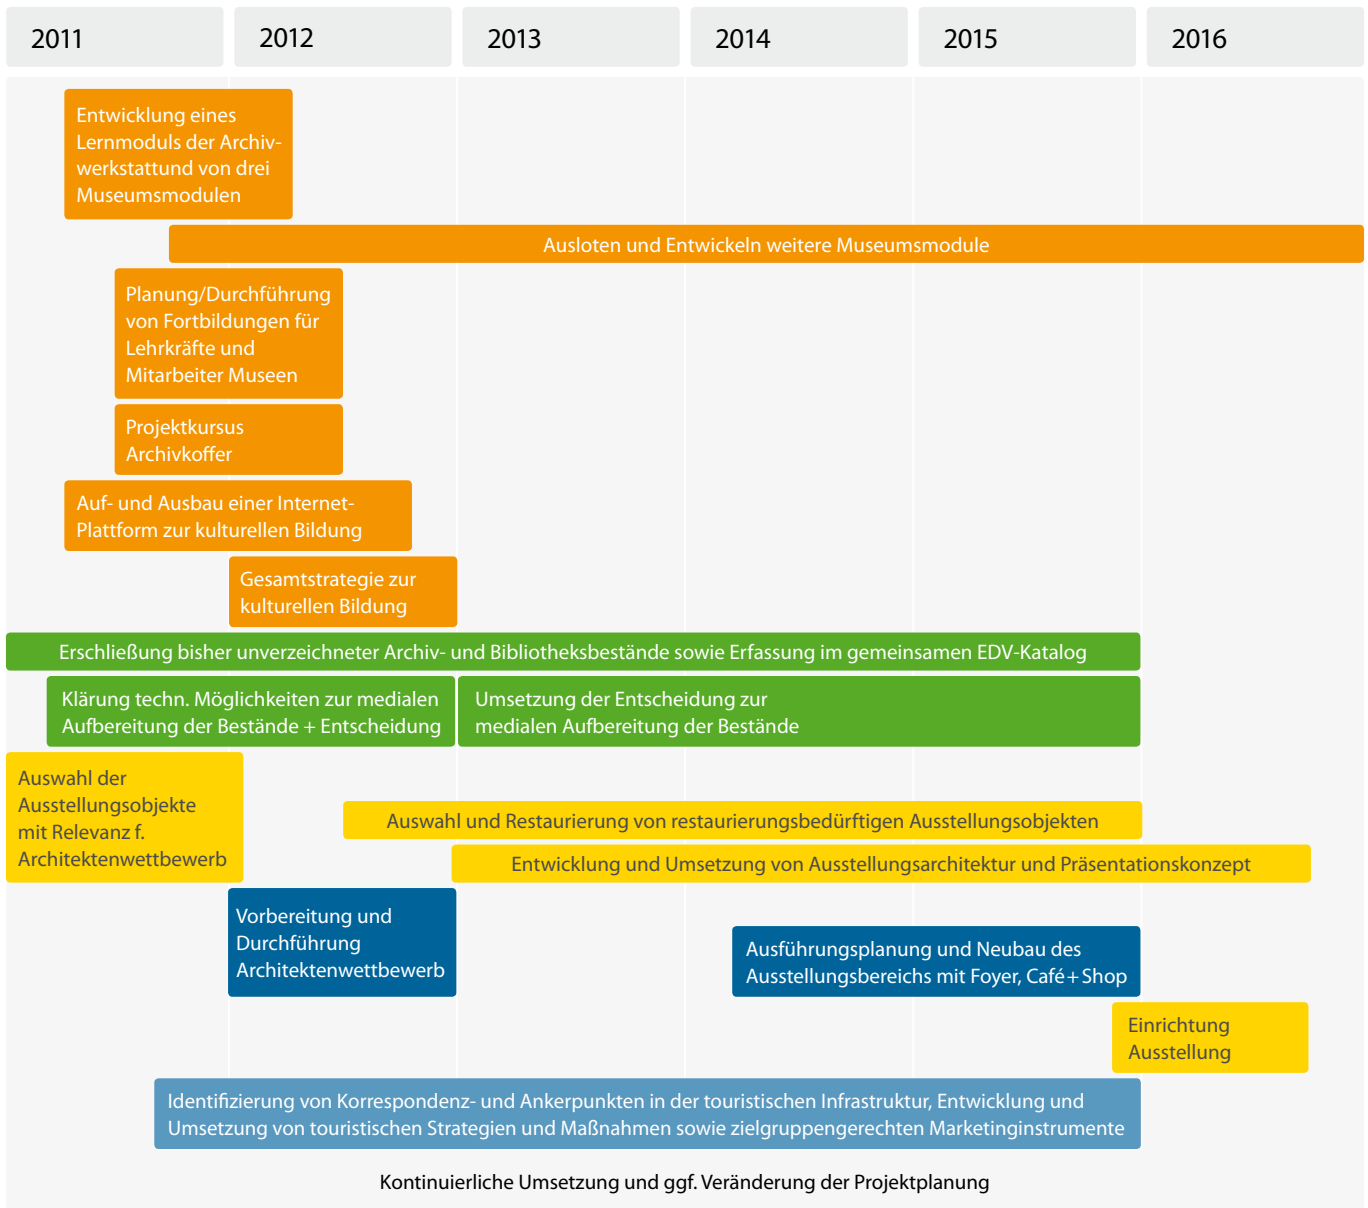 2011 2012 2013 2014 2015 2016
Entwicklung eines
Lernmoduls der Archiv-
werkstattund von drei
Museumsmodulen
Ausloten und Entwickeln weitere Museumsmodule
Planung/Durchführung
von Fortbildungen für
Lehrkräfte und
Mitarbeiter Museen
Projektkursus
Archivkoffer
Auf- und Ausbau einer Internet-
Plattform zur kulturellen Bildung
Gesamtstrategie zur
kulturellen Bildung
Erschließung bisher unverzeichneter Archiv- und Bibliotheksbestände sowie Erfassung im gemeinsamen EDV-Katalog
Klärung techn. Möglichkeiten zur medialen
Aufbereitung der Bestände + Entscheidung
Umsetzung der Entscheidung zur
medialen Aufbereitung der Bestände
Auswahl der
Ausstellungsobjekte
mit Relevanz f.
Architektenwettbewerb
Auswahl und Restaurierung von restaurierungsbedürftigen Ausstellungsobjekten
Entwicklung und Umsetzung von Ausstellungsarchitektur und Präsentationskonzept
Vorbereitung und
Durchführung
Architektenwettbewerb
Ausführungsplanung und Neubau des
Ausstellungsbereichs mit Foyer, Café + Shop
Einrichtung
Ausstellung
Identifizierung von Korrespondenz- und Ankerpunkten in der touristischen Infrastruktur, Entwicklung und
Umsetzung von touristischen Strategien und Maßnahmen sowie zielgruppengerechten Marketinginstrumente
Kontinuierliche Umsetzung und ggf. Veränderung der Projektplanung